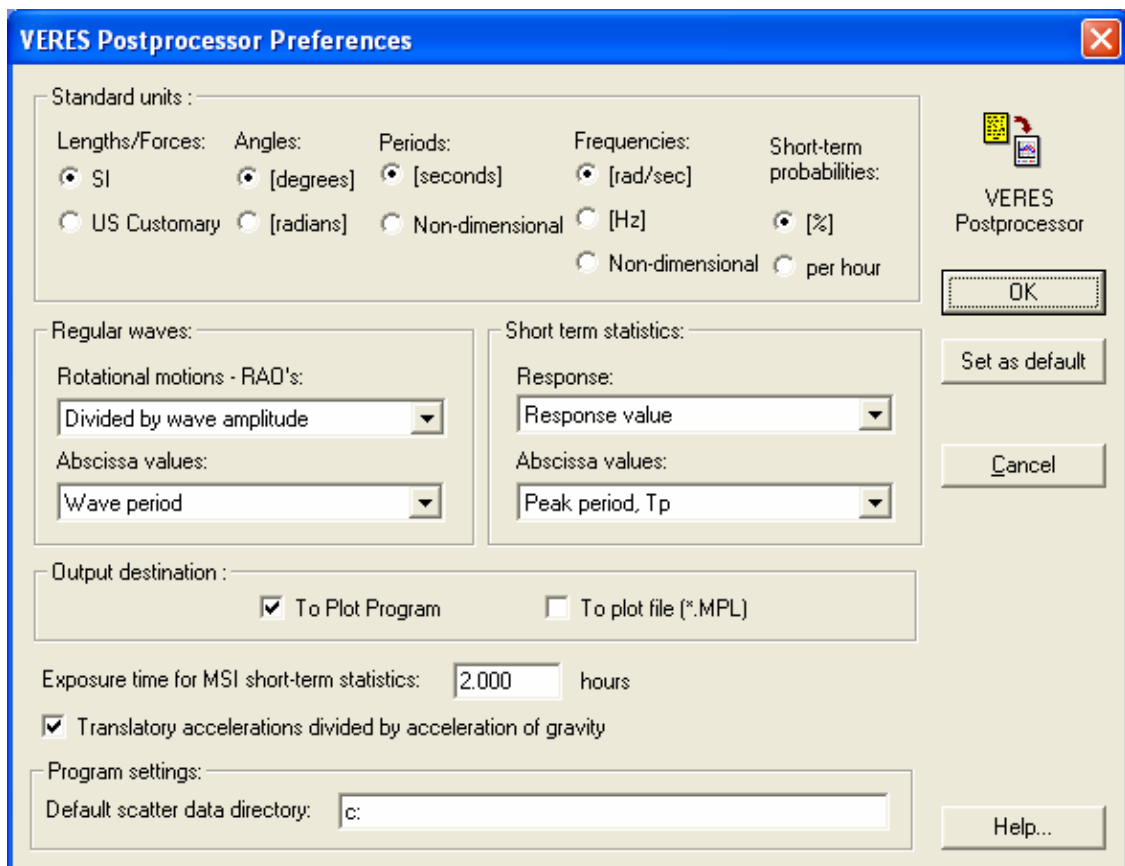 VERES Postprocessor Preferences
Standard units :
Lengths/Forces:
SI
US Customary
Angles:
[degrees]
[radians]
Periods:
[seconds]
Non-dimensional
Frequencies:
[rad/sec]
[Hz]
Non-dimensional
Short-term
probabilities:
[%]
per hour
VERES
Postprocessor
OK
Set as default
Cancel
Regular waves:
Rotational motions - RAO's:
Divided by wave amplitude
Abscissa values:
Wave period
Short term statistics:
Response:
Response value
Abscissa values:
Peak period, Tp
Output destination :
To Plot Program
To plot file (*.MPL)
Exposure time for MSI short-term statistics: 2.000 hours
Translatory accelerations divided by acceleration of gravity
Program settings:
Default scatter data directory: c:
Help...